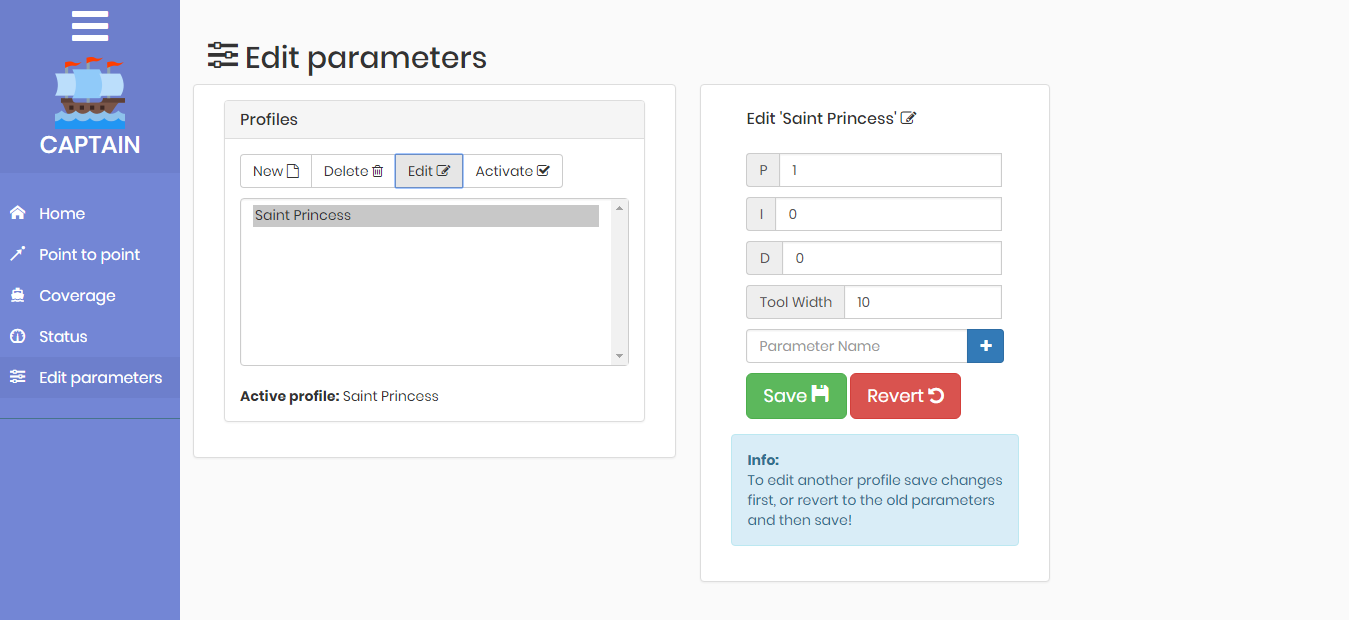 CAPTAIN
Home
Point to point
Coverage
Status
Edit parameters
Edit parameters
Profiles
New Delete Edit Activate
Saint Princess
Active profile: Saint Princess
Edit 'Saint Princess'
P 1
I 0
D 0
Tool Width 10
Parameter Name +
Save Revert
Info:
To edit another profile save changes
first, or revert to the old parameters
and then save!